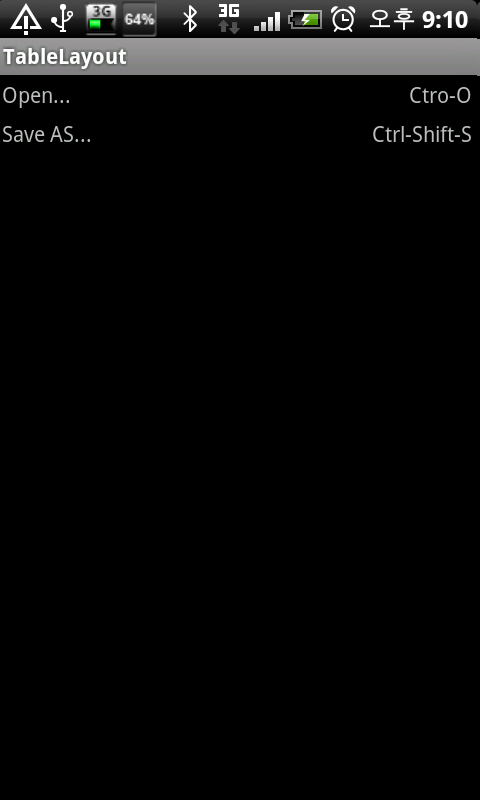 3G 64% 3G 오후 9:10
TableLayout
Open... Ctro-O
Save AS... Ctrl-Shift-S